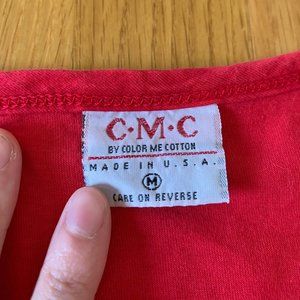 C·M·C
BY COLOR ME COTTON
MADE IN U.S.A.
M
CARE ON REVERSE